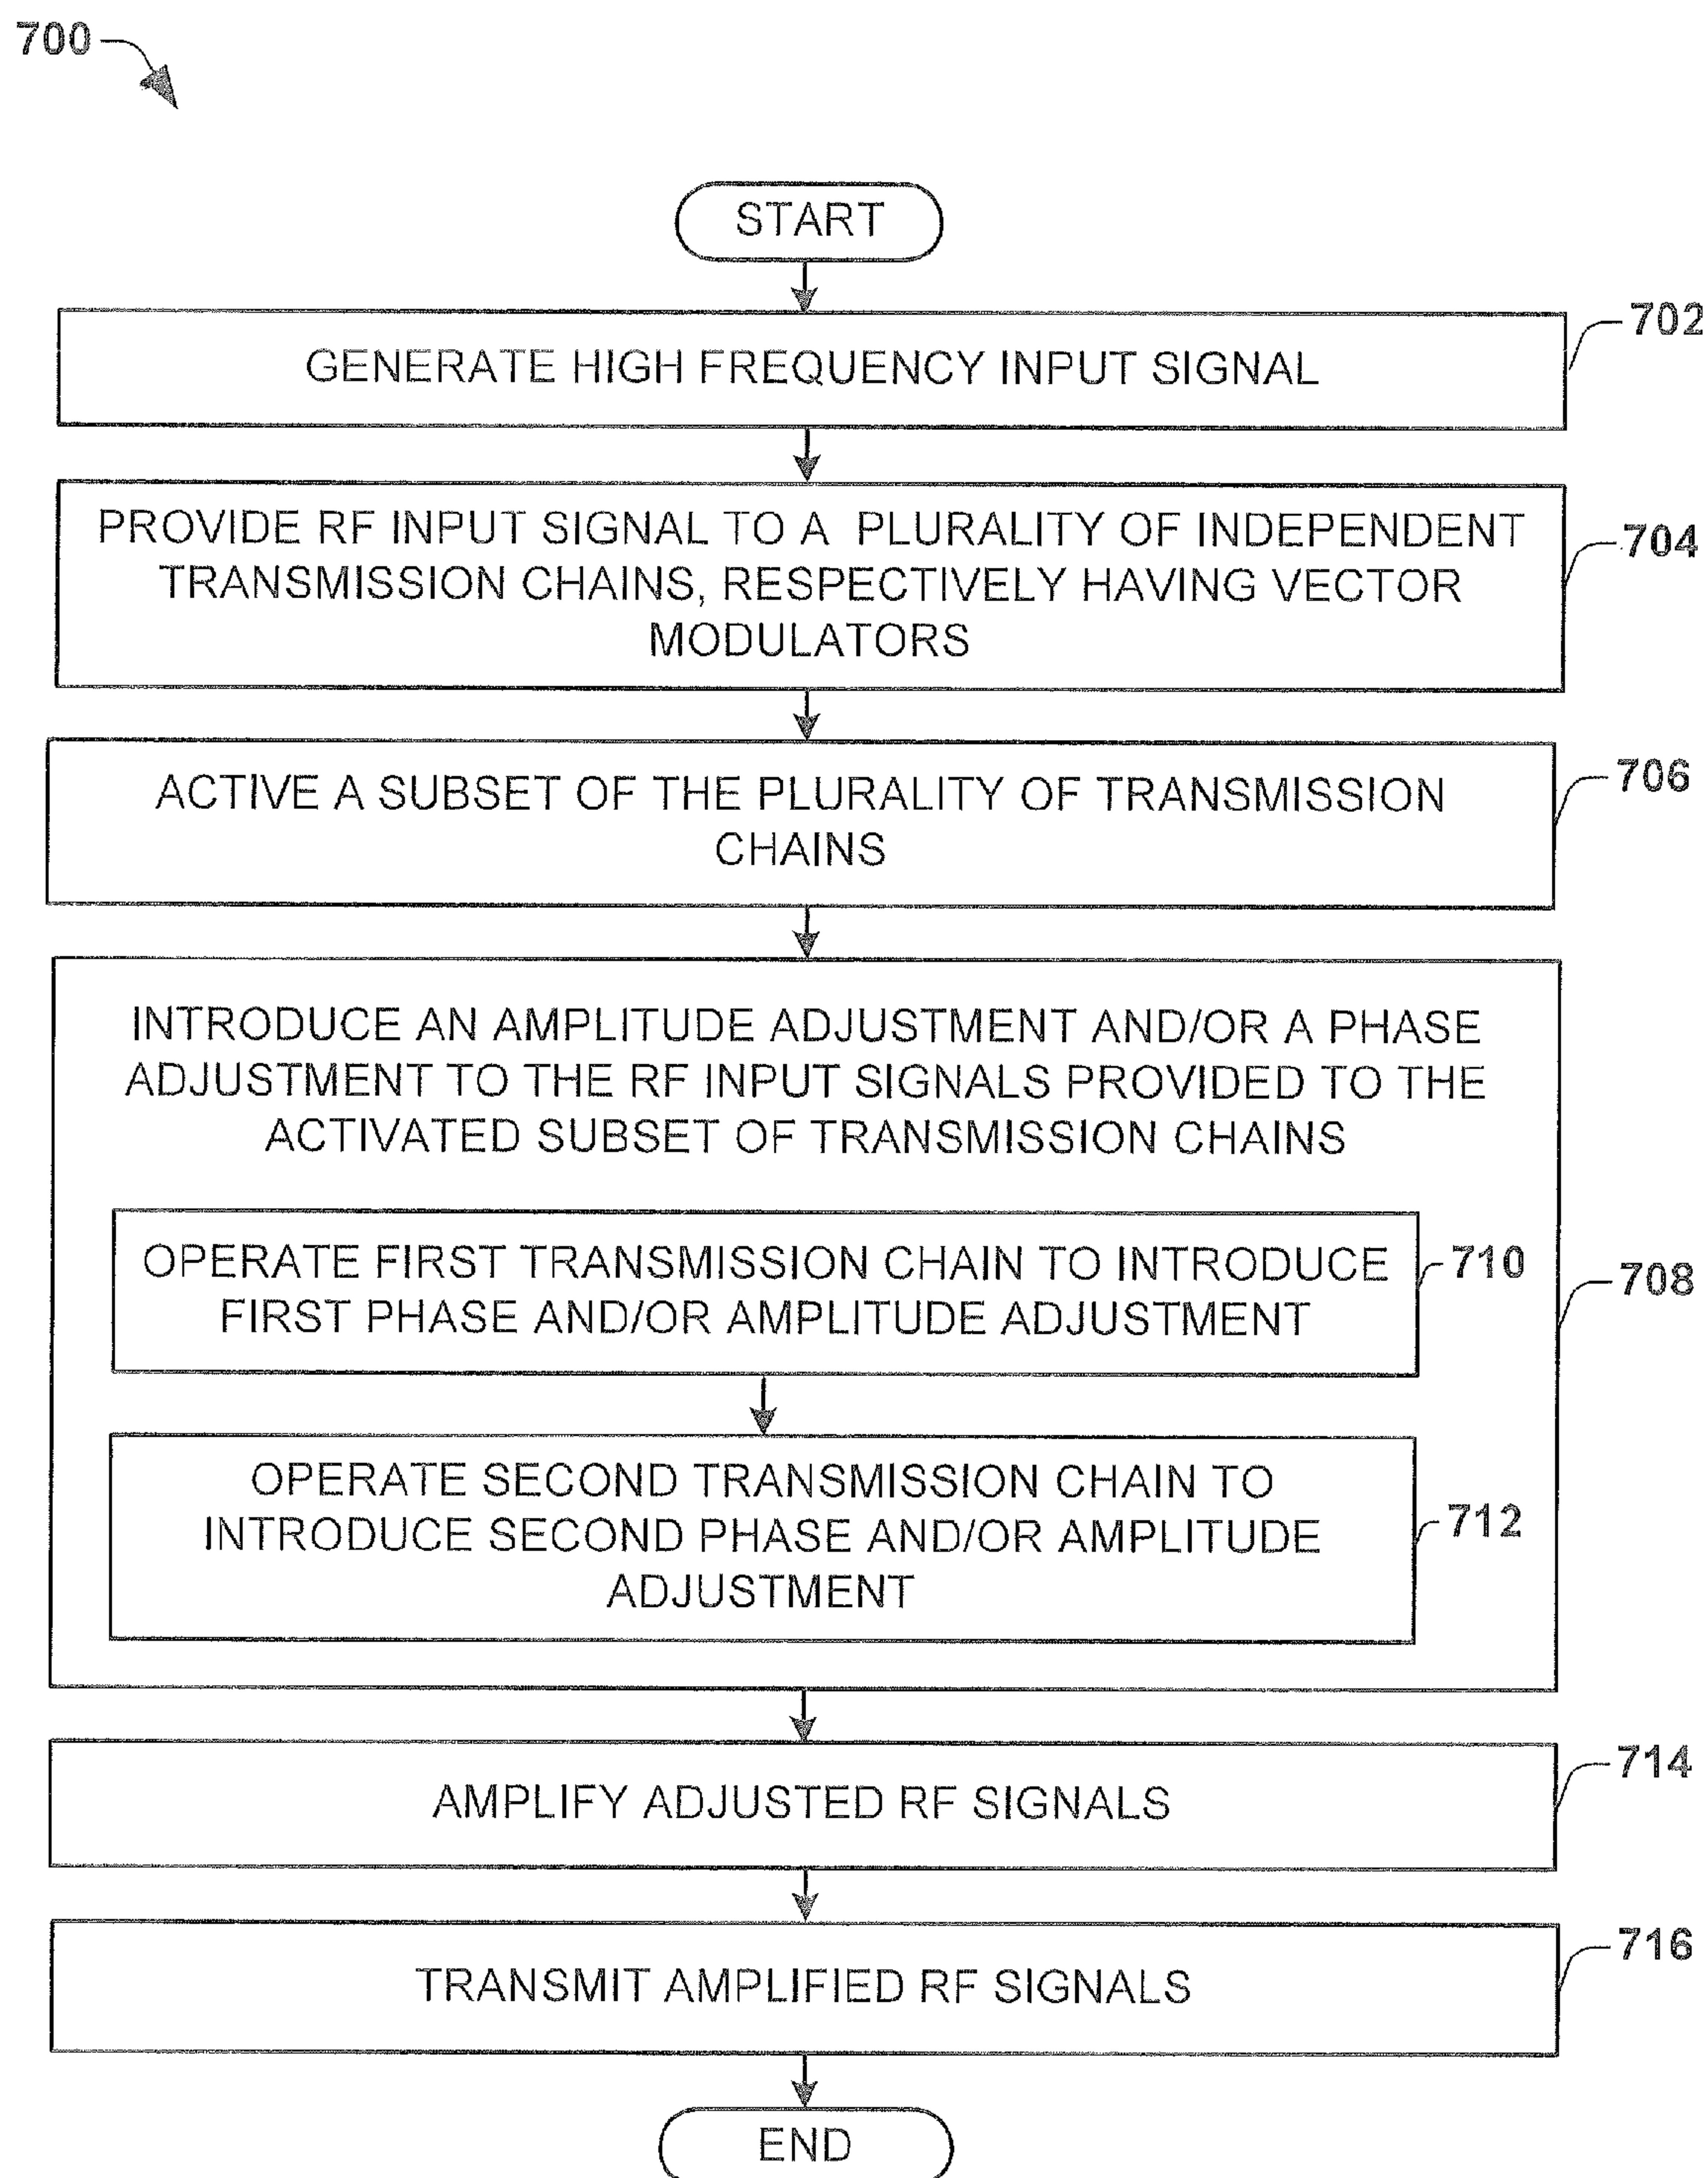 700
START
702
GENERATE HIGH FREQUENCY INPUT SIGNAL
704
PROVIDE RF INPUT SIGNAL TO A PLURALITY OF INDEPENDENT
TRANSMISSION CHAINS, RESPECTIVELY HAVING VECTOR
MODULATORS
706
ACTIVE A SUBSET OF THE PLURALITY OF TRANSMISSION
CHAINS
INTRODUCE AN AMPLITUDE ADJUSTMENT AND/OR A PHASE
ADJUSTMENT TO THE RF INPUT SIGNALS PROVIDED TO THE
ACTIVATED SUBSET OF TRANSMISSION CHAINS
708
OPERATE FIRST TRANSMISSION CHAIN TO INTRODUCE
FIRST PHASE AND/OR AMPLITUDE ADJUSTMENT
710
OPERATE SECOND TRANSMISSION CHAIN TO
INTRODUCE SECOND PHASE AND/OR AMPLITUDE
ADJUSTMENT
712
714
AMPLIFY ADJUSTED RF SIGNALS
716
TRANSMIT AMPLIFIED RF SIGNALS
END